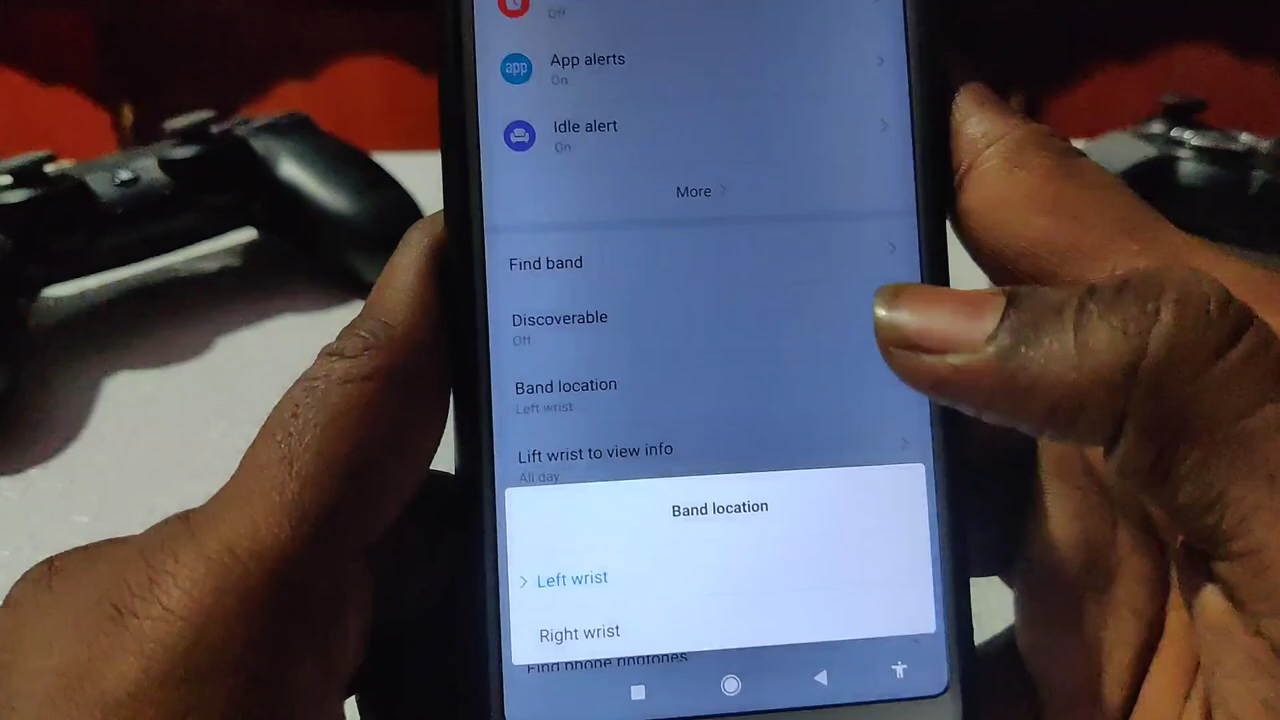 Off
app
App alerts
On
Idle alert
On
More
Find band
Discoverable
Off
Band location
Left wrist
Lift wrist to view info
All day
Band location
Left wrist
Right wrist
Find phone ringtones